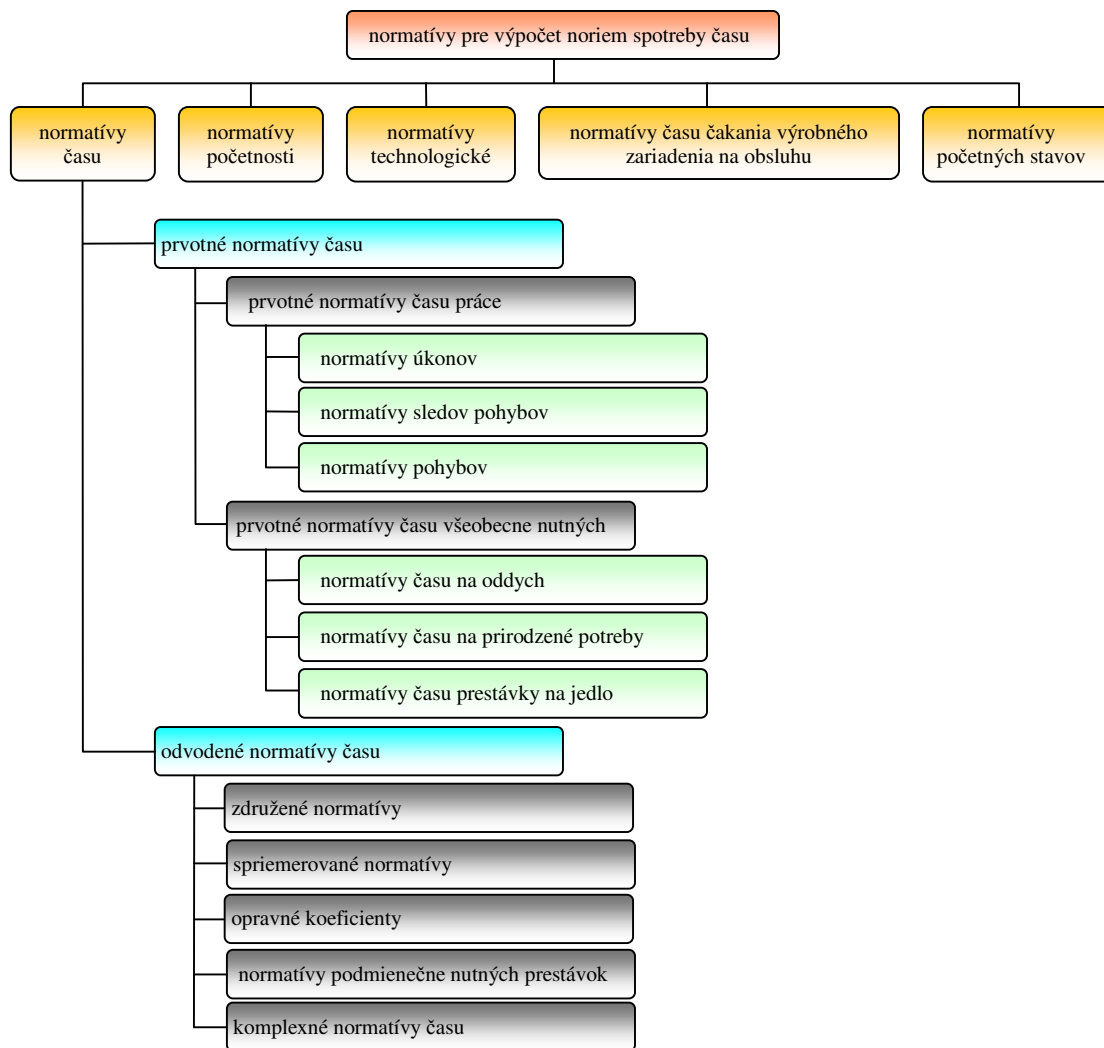 normatívy pre výpočet noriem spotreby času
normatívy
času
normatívy
početnosti
normatívy
technologické
normatívy času čakania výrobného
zariadenia na obsluhu
normatívy
početných stavov
prvotné normatívy času
prvotné normatívy času práce
normatívy úkonov
normatívy sledov pohybov
normatívy pohybov
prvotné normatívy času všeobecne nutných
normatívy času na oddych
normatívy času na prirodzené potreby
normatívy času prestávky na jedlo
odvodené normatívy času
združené normatívy
spriemerované normatívy
opravné koeficienty
normatívy podmienečne nutných prestávok
komplexné normatívy času